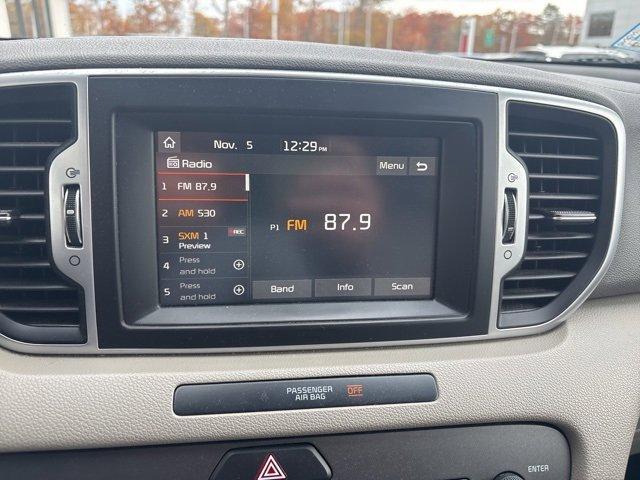 Nov. 5 12:29 PM
Radio
Menu
1 FM 87.9
2 AM 530
3 SXM 1 REC
Preview
4 Press
and hold
5 Press
and hold
P1 FM 87.9
Band Info Scan
PASSENGER
AIR BAG OFF
ENTER